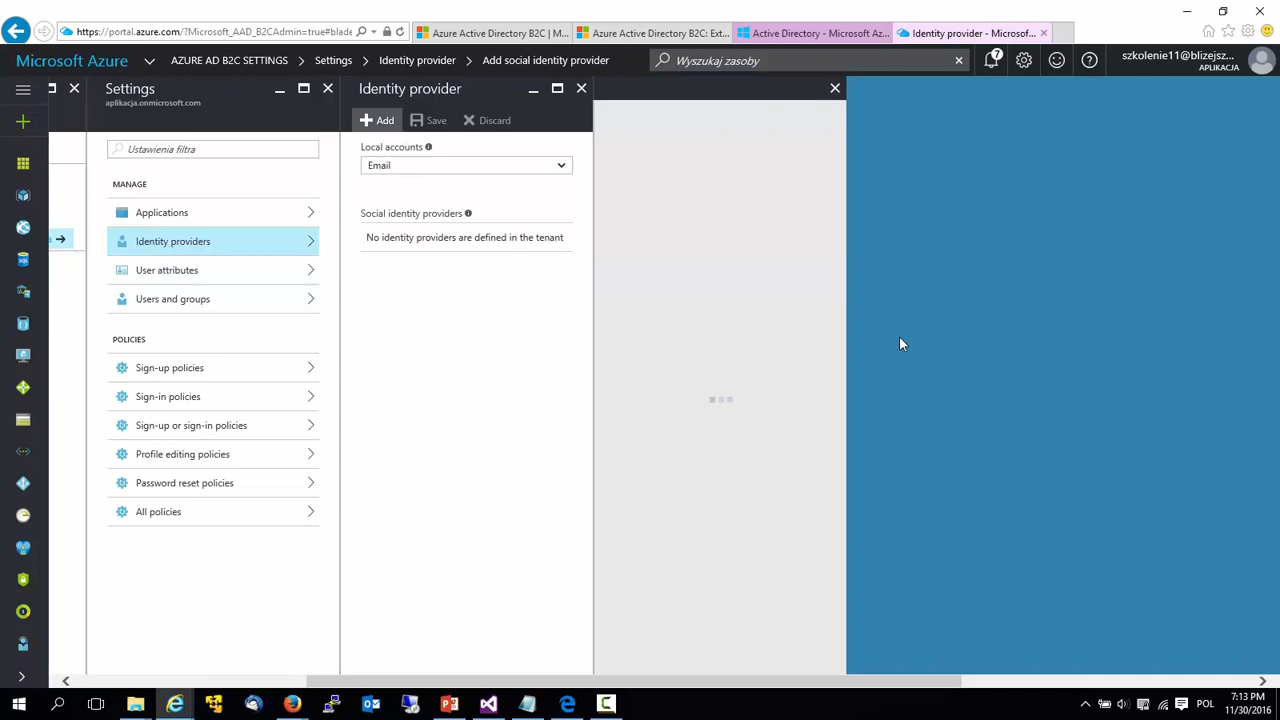 https://portal.azure.com/?Microsoft_AAD_B2CAdmin=true#blade
Azure Active Directory B2C | M...
Azure Active Directory B2C: Ext...
Active Directory - Microsoft Az...
Identity provider - Microsof...
Microsoft Azure
AZURE AD B2C SETTINGS
Settings
Identity provider
Add social identity provider
Wyszukaj zasoby
7
szkolenie11@blizejsz...
APLIKACJA
Settings
aplikacja.onmicrosoft.com
Ustawienia filtra
MANAGE
Applications
Identity providers
User attributes
Users and groups
POLICIES
Sign-up policies
Sign-in policies
Sign-up or sign-in policies
Profile editing policies
Password reset policies
All policies
Identity provider
Add
Save
Discard
Local accounts
Email
Social identity providers
No identity providers are defined in the tenant
POL
7:13 PM
11/30/2016